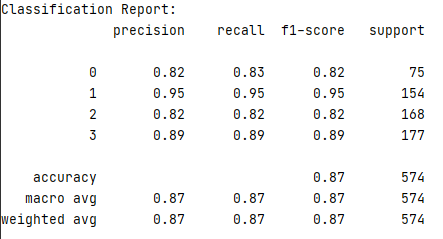 Classification Report:
precision recall f1-score support
0 0.82 0.83 0.82 75
1 0.95 0.95 0.95 154
2 0.82 0.82 0.82 168
3 0.89 0.89 0.89 177
accuracy 0.87 574
macro avg 0.87 0.87 0.87 574
weighted avg 0.87 0.87 0.87 574